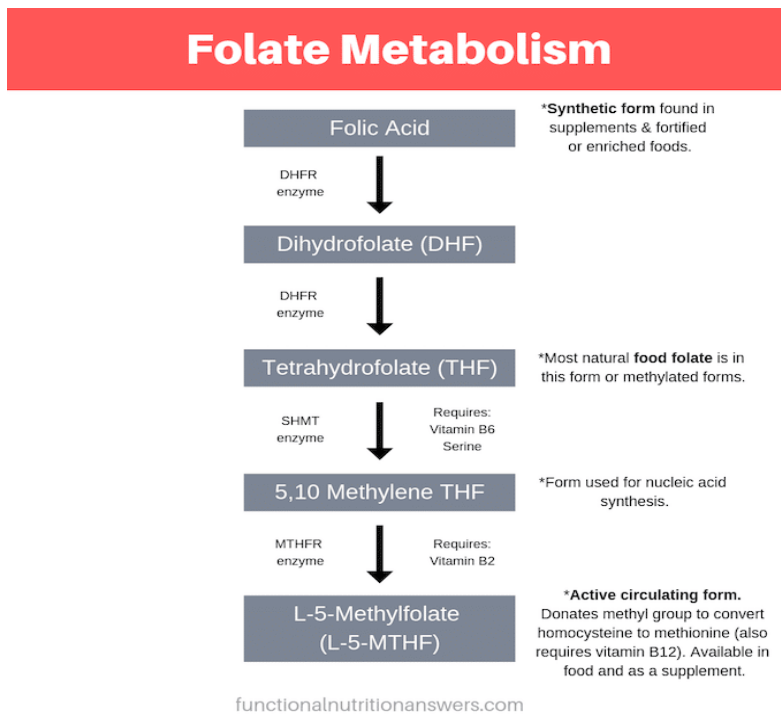 Folate Metabolism
Folic Acid
*Synthetic form found in
supplements & fortified
or enriched foods.
DHFR
enzyme
Dihydrofolate (DHF)
DHFR
enzyme
Tetrahydrofolate (THF)
*Most natural food folate is in
this form or methylated forms.
SHMT
enzyme
Requires:
Vitamin B6
Serine
5,10 Methylene THF
*Form used for nucleic acid
synthesis.
MTHFR
enzyme
Requires:
Vitamin B2
L-5-Methylfolate
(L-5-MTHF)
*Active circulating form.
Donates methyl group to convert
homocysteine to methionine (also
requires vitamin B12). Available in
food and as a supplement.
functionalnutritionanswers.com